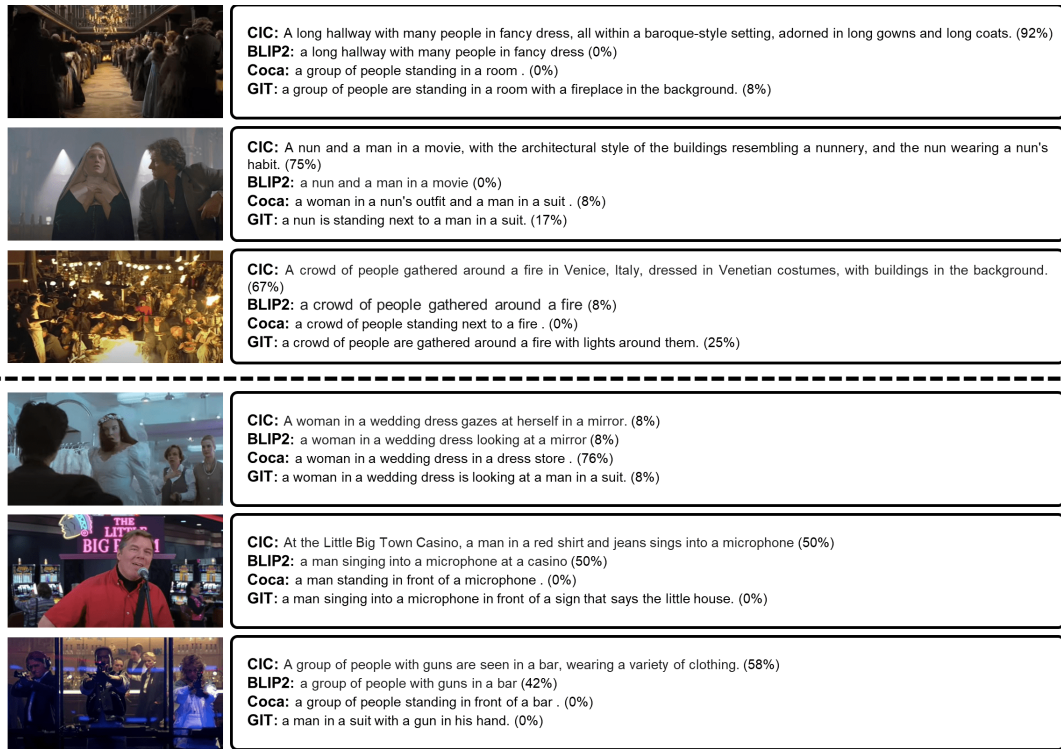 CIC: A long hallway with many people in fancy dress, all within a baroque-style setting, adorned in long gowns and long coats. (92%)
BLIP2: a long hallway with many people in fancy dress (0%)
Coca: a group of people standing in a room . (0%)
GIT: a group of people are standing in a room with a fireplace in the background. (8%)
CIC: A nun and a man in a movie, with the architectural style of the buildings resembling a nunnery, and the nun wearing a nun's
habit. (75%)
BLIP2: a nun and a man in a movie (0%)
Coca: a woman in a nun's outfit and a man in a suit . (8%)
GIT: a nun is standing next to a man in a suit. (17%)
CIC: A crowd of people gathered around a fire in Venice, Italy, dressed in Venetian costumes, with buildings in the background.
(67%)
BLIP2: a crowd of people gathered around a fire (8%)
Coca: a crowd of people standing next to a fire . (0%)
GIT: a crowd of people are gathered around a fire with lights around them. (25%)
CIC: A woman in a wedding dress gazes at herself in a mirror. (8%)
BLIP2: a woman in a wedding dress looking at a mirror (8%)
Coca: a woman in a wedding dress in a dress store . (76%)
GIT: a woman in a wedding dress is looking at a man in a suit. (8%)
THE
BIG
CIC: At the Little Big Town Casino, a man in a red shirt and jeans sings into a microphone (50%)
BLIP2: a man singing into a microphone at a casino (50%)
Coca: a man standing in front of a microphone . (0%)
GIT: a man singing into a microphone in front of a sign that says the little house. (0%)
CIC: A group of people with guns are seen in a bar, wearing a variety of clothing. (58%)
BLIP2: a group of people with guns in a bar (42%)
Coca: a group of people standing in front of a bar . (0%)
GIT: a man in a suit with a gun in his hand. (0%)